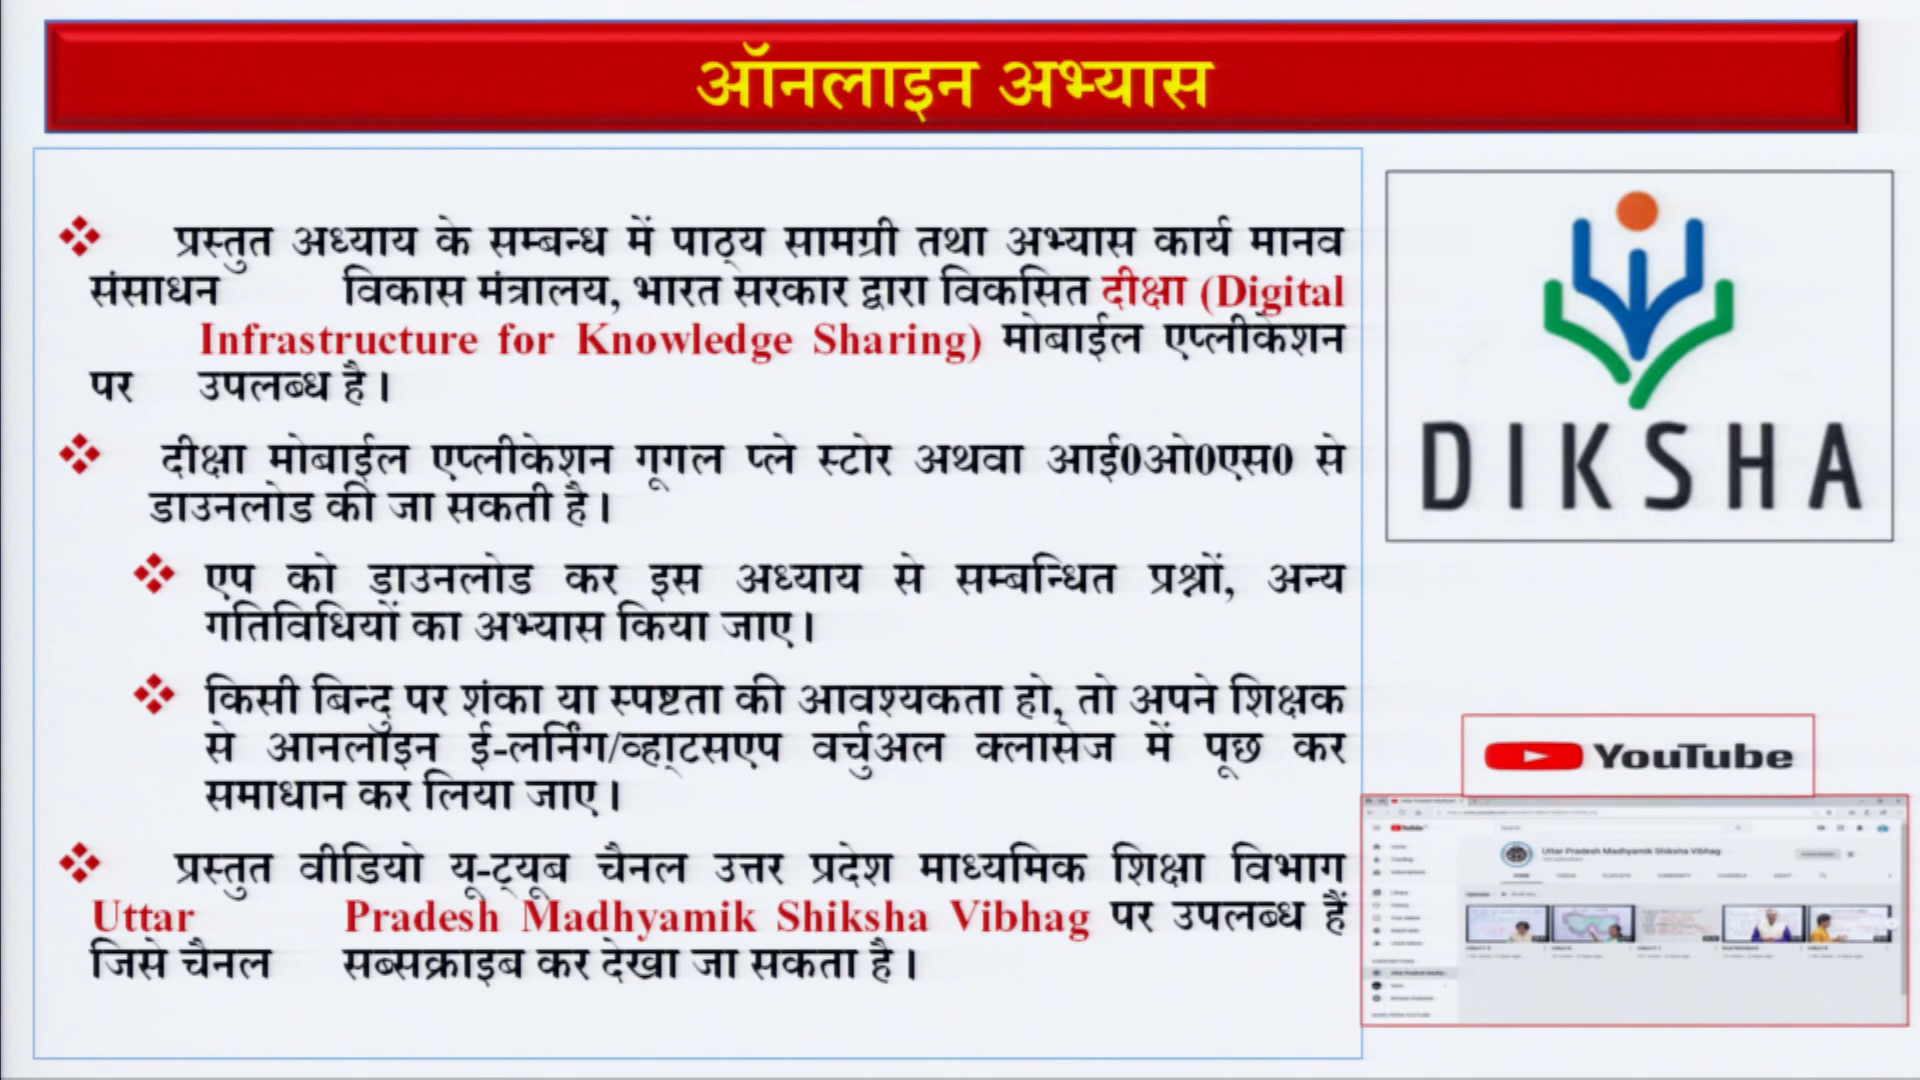 ऑनलाइन अभ्यास
प्रस्तुत अध्याय के सम्बन्ध में पाठ्य सामग्री तथा अभ्यास कार्य मानव
संसाधन विकास मंत्रालय, भारत सरकार द्वारा विकसित दीक्षा (Digital
Infrastructure for Knowledge Sharing) मोबाईल एप्लीकेशन
पर उपलब्ध है।
दीक्षा मोबाईल एप्लीकेशन गूगल प्ले स्टोर अथवा आई0ओ0एस0 से
डाउनलोड की जा सकती है।
एप को डाउनलोड कर इस अध्याय से सम्बन्धित प्रश्नों, अन्य
गतिविधियों का अभ्यास किया जाए।
किसी बिन्दु पर शंका या स्पष्टता की आवश्यकता हो, तो अपने शिक्षक
से आनलाइन ई-लर्निंग/व्हा्टसएप वर्चुअल क्लासेज में पूछ कर
समाधान कर लिया जाए।
प्रस्तुत वीडियो यू-ट्यूब चैनल उत्तर प्रदेश माध्यमिक शिक्षा विभाग
Uttar Pradesh Madhyamik Shiksha Vibhag पर उपलब्ध हैं
जिसे चैनल सब्सक्राइब कर देखा जा सकता है।
DIKSHA
YouTube
Uttar Pradesh Madhyamik Shiksha Vibhag